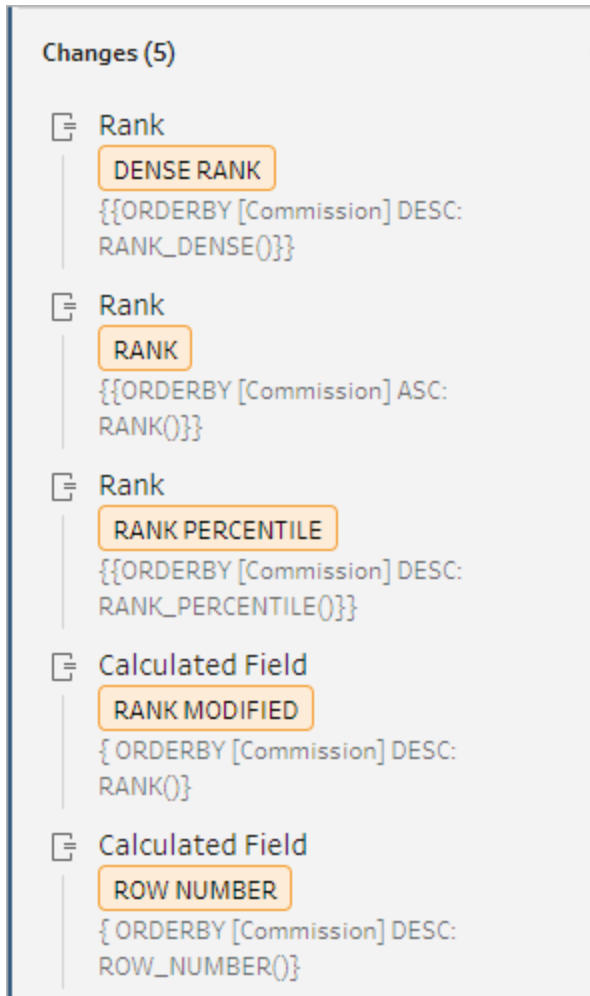 Changes (5)
Rank
DENSE RANK
{{ORDERBY [Commission] DESC:
RANK_DENSE()}}
Rank
RANK
{{ORDERBY [Commission] ASC:
RANK()}}
Rank
RANK PERCENTILE
{{ORDERBY [Commission] DESC:
RANK_PERCENTILE()}}
Calculated Field
RANK MODIFIED
{ ORDERBY [Commission] DESC:
RANK()}
Calculated Field
ROW NUMBER
{ ORDERBY [Commission] DESC:
ROW_NUMBER()}